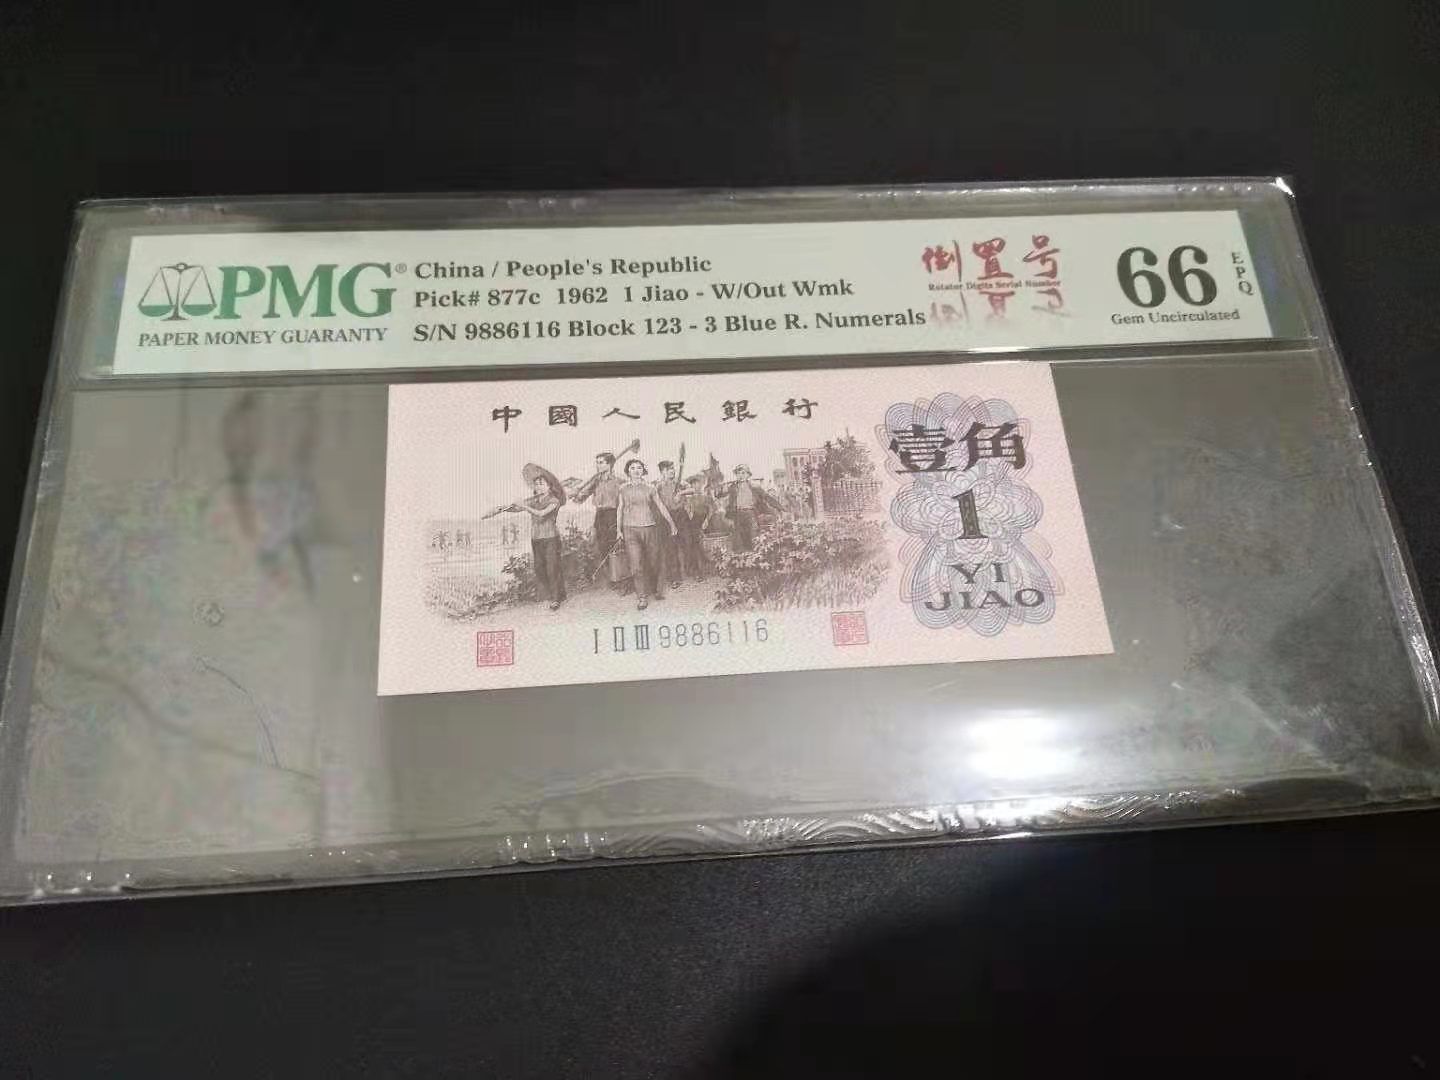 PMG®
PAPER MONEY GUARANTY
China / People's Republic
Pick# 877c 1962 1 Jiao - W/Out Wmk
S/N 9886116 Block 123 - 3 Blue R. Numerals
倒置号
Rotator Digits Serial Number
66
EPQ
Gem Uncirculated
中國人民銀行
壹角
1
YI
JIAO
I II III 9886116